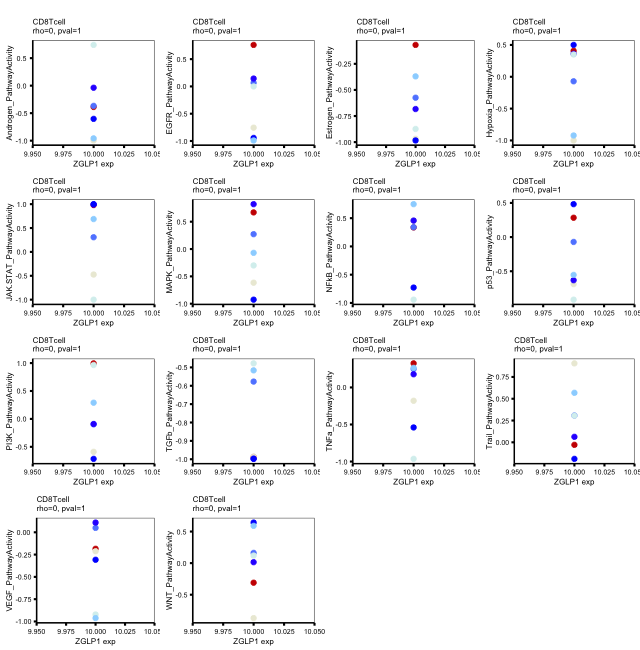 CD8Tcell
rho=0, pval=1
Androgen_PathwayActivity
0.5
0.0
-0.5
-1.0
9.950 9.975 10.000 10.025 10.05
ZGLP1 exp
CD8Tcell
rho=0, pval=1
EGFR_PathwayActivity
0.5
0.0
-0.5
-1.0
9.950 9.975 10.000 10.025 10.050
ZGLP1 exp
CD8Tcell
rho=0, pval=1
Estrogen_PathwayActivity
-0.25
-0.50
-0.75
-1.00
9.950 9.975 10.000 10.025 10.05
ZGLP1 exp
CD8Tcell
rho=0, pval=1
Hypoxia_PathwayActivity
0.5
0.0
-0.5
-1.0
9.950 9.975 10.000 10.025 10.050
ZGLP1 exp
CD8Tcell
rho=0, pval=1
JAK.STAT_PathwayActivity
1.0
0.5
0.0
-0.5
-1.0
9.950 9.975 10.000 10.025 10.05
ZGLP1 exp
CD8Tcell
rho=0, pval=1
MAPK_PathwayActivity
0.5
0.0
-0.5
-1.0
9.950 9.975 10.000 10.025 10.050
ZGLP1 exp
CD8Tcell
rho=0, pval=1
NFkB_PathwayActivity
0.5
0.0
-0.5
-1.0
9.950 9.975 10.000 10.025 10.05
ZGLP1 exp
CD8Tcell
rho=0, pval=1
p53_PathwayActivity
0.5
0.0
-0.5
9.950 9.975 10.000 10.025 10.050
ZGLP1 exp
CD8Tcell
rho=0, pval=1
PI3K_PathwayActivity
1.0
0.5
0.0
-0.5
9.950 9.975 10.000 10.025 10.05
ZGLP1 exp
CD8Tcell
rho=0, pval=1
TGFb_PathwayActivity
-0.5
-0.6
-0.7
-0.8
-0.9
-1.0
9.950 9.975 10.000 10.025 10.050
ZGLP1 exp
CD8Tcell
rho=0, pval=1
TNFa_PathwayActivity
0.0
-0.5
-1.0
9.950 9.975 10.000 10.025 10.05
ZGLP1 exp
CD8Tcell
rho=0, pval=1
Trail_PathwayActivity
0.75
0.50
0.25
0.00
9.950 9.975 10.000 10.025 10.050
ZGLP1 exp
CD8Tcell
rho=0, pval=1
VEGF_PathwayActivity
0.00
-0.25
-0.50
-0.75
-1.00
9.950 9.975 10.000 10.025 10.05
ZGLP1 exp
CD8Tcell
rho=0, pval=1
WNT_PathwayActivity
0.5
0.0
-0.5
9.950 9.975 10.000 10.025 10.050
ZGLP1 exp